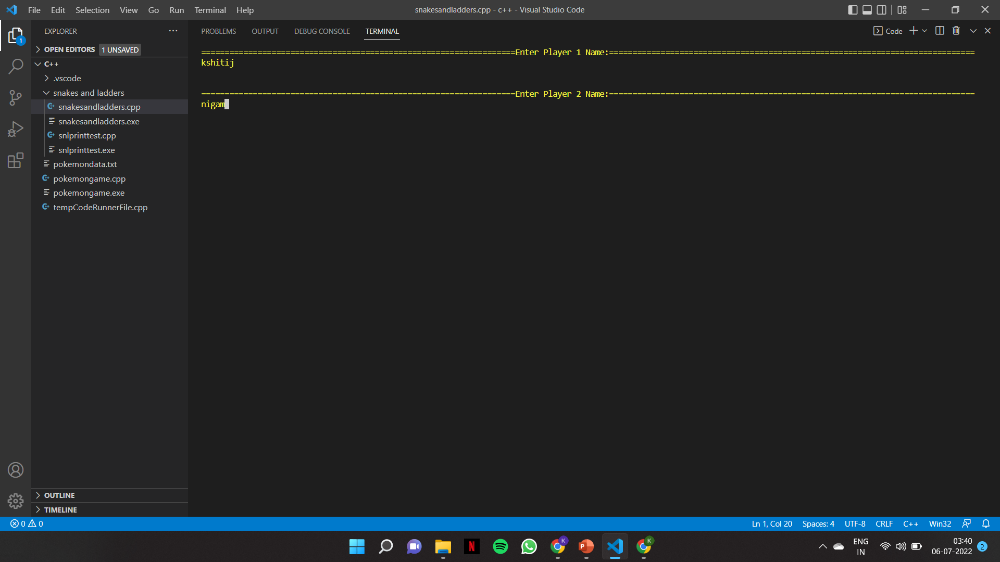 File Edit Selection View Go Run Terminal Help
snakesandladders.cpp - c++ - Visual Studio Code
EXPLORER
PROBLEMS OUTPUT DEBUG CONSOLE TERMINAL
Code
1
OPEN EDITORS 1 UNSAVED
C++
.vscode
snakes and ladders
snakesandladders.cpp
snakesandladders.exe
snlprinttest.cpp
snlprinttest.exe
pokemondata.txt
pokemongame.cpp
pokemongame.exe
tempCodeRunnerFile.cpp
OUTLINE
TIMELINE
===================================================================Enter Player 1 Name:==============================================================================
kshitij
===================================================================Enter Player 2 Name:==============================================================================
nigam
0 0
Ln 1, Col 20 Spaces: 4 UTF-8 CRLF C++ Win32
N
K
P
K
ENG
IN
03:40
06-07-2022
2